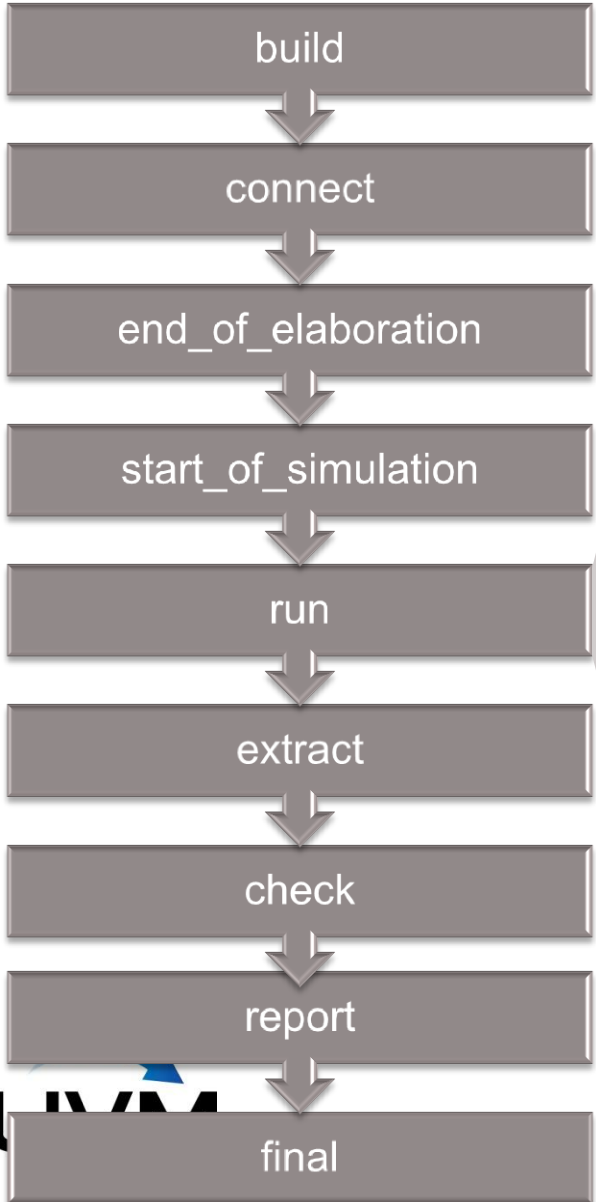 build
connect
end_of_elaboration
start_of_simulation
run
extract
check
report
final